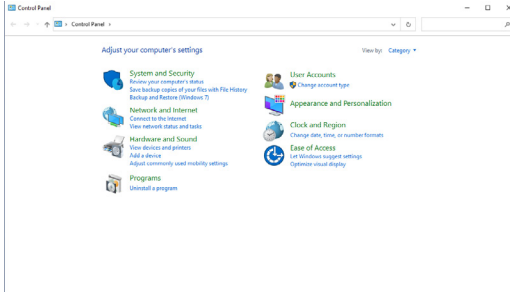 Control Panel
Control Panel
Adjust your computer's settings
View by: Category
System and Security
Review your computer's status
Save backup copies of your files with File History
Backup and Restore (Windows 7)
Network and Internet
Connect to the Internet
View network status and tasks
Hardware and Sound
View devices and printers
Add a device
Adjust commonly used mobility settings
Programs
Uninstall a program
User Accounts
Change account type
Appearance and Personalization
Clock and Region
Change date, time, or number formats
Ease of Access
Let Windows suggest settings
Optimize visual display